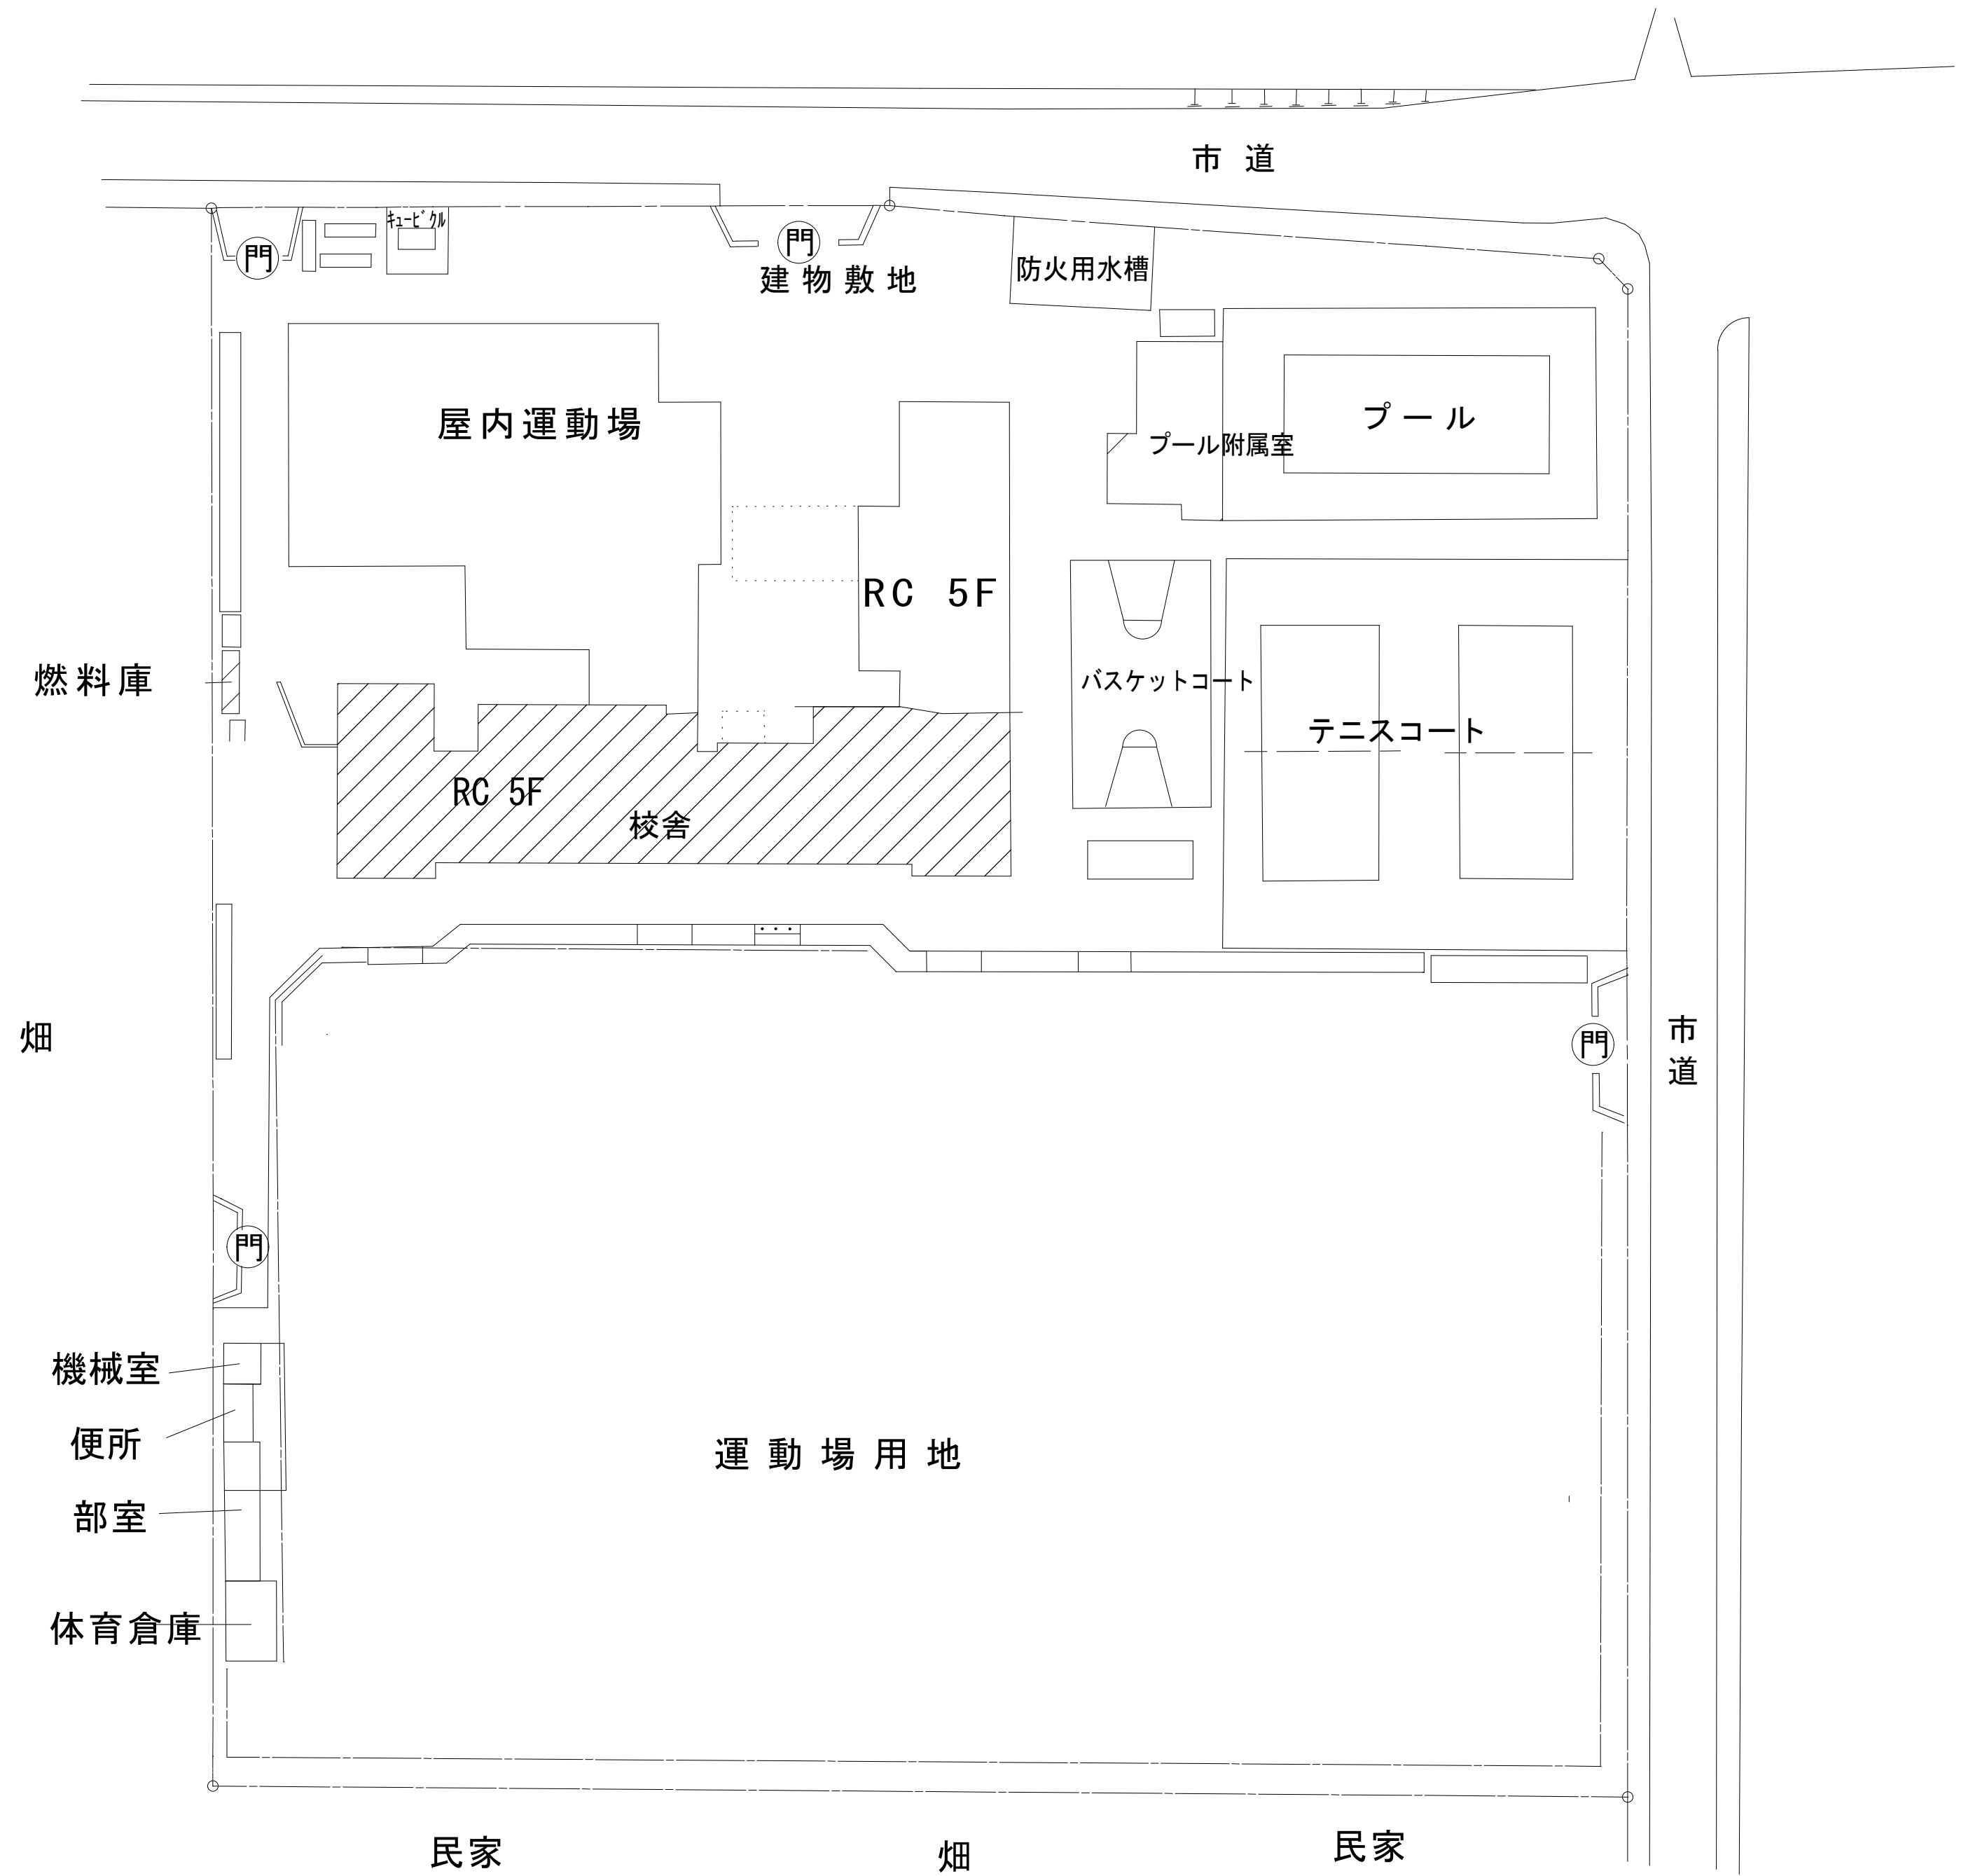 市 道
キュービクル
門
門
建物敷地
防火用水槽
屋内運動場
プール
プール附属室
RC 5F
燃料庫
バスケットコート
テニスコート
RC 5F
校舎
畑
門
市
道
門
機械室
便所
運動場用地
部室
体育倉庫
民家
畑
民家